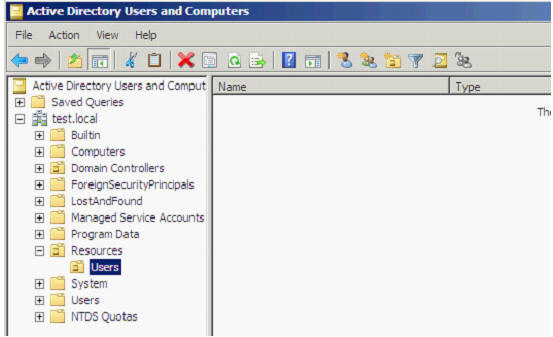 Active Directory Users and Computers
File Action View Help
Active Directory Users and Comput
Name Type
Saved Queries
The
test.local
Builtin
Computers
Domain Controllers
ForeignSecurityPrincipals
LostAndFound
Managed Service Accounts
Program Data
Resources
Users
System
Users
NTDS Quotas